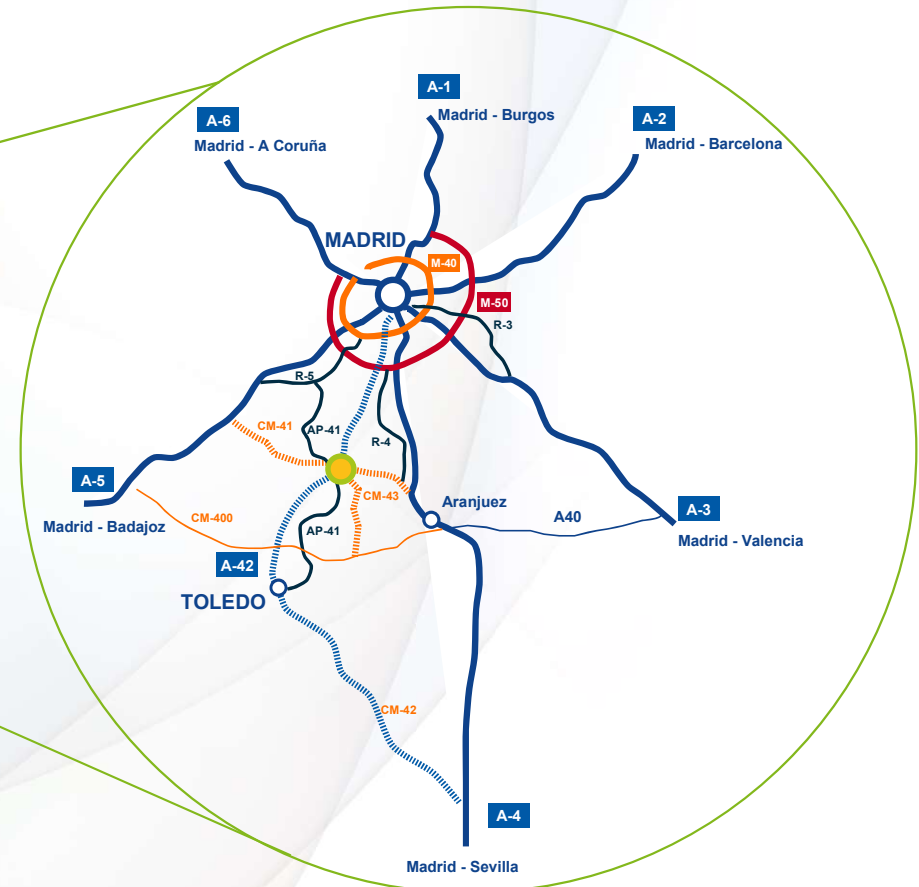 A-1
Madrid - Burgos
A-6
Madrid - A Coruña
A-2
Madrid - Barcelona
MADRID
M-40
M-50
R-3
R-5
CM-41
AP-41
R-4
A-5
Madrid - Badajoz
CM-43
CM-400
Aranjuez
A40
A-3
Madrid - Valencia
AP-41
A-42
TOLEDO
CM-42
A-4
Madrid - Sevilla